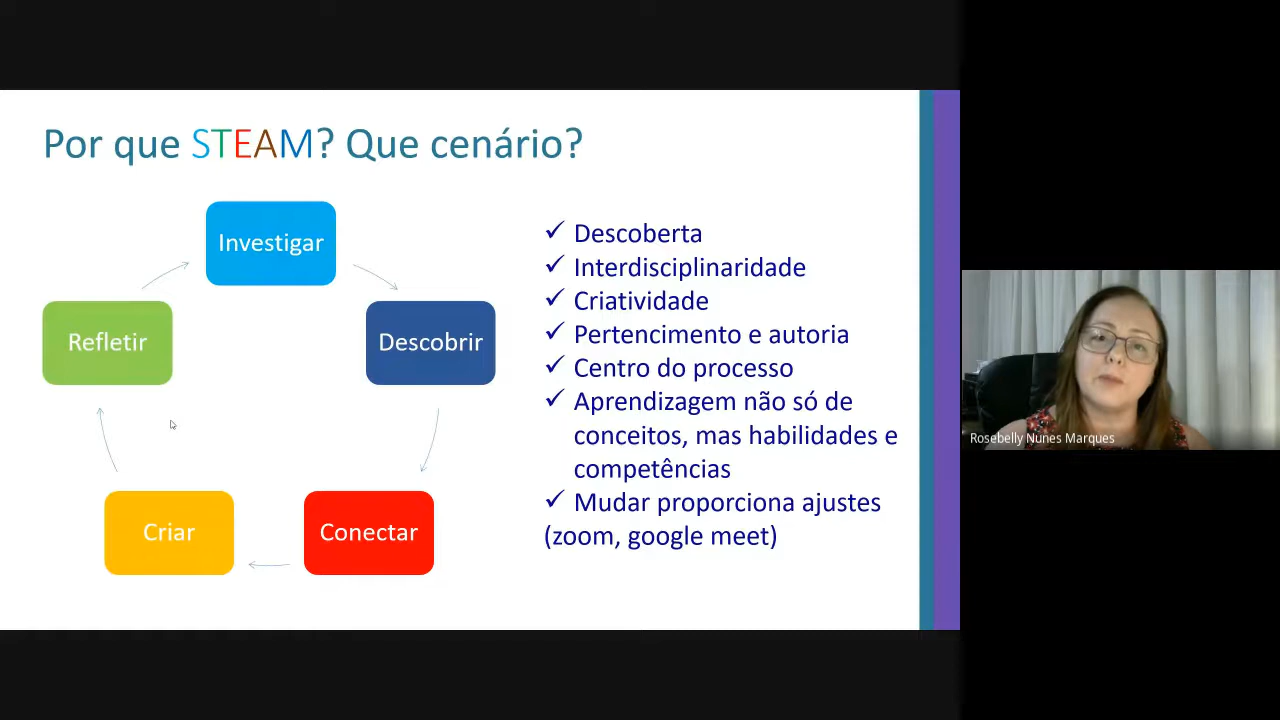 Por que STEAM? Que cenário?
Investigar
Descobrir
Conectar
Criar
Refletir
✓ Descoberta
✓ Interdisciplinaridade
✓ Criatividade
✓ Pertencimento e autoria
✓ Centro do processo
✓ Aprendizagem não só de
conceitos, mas habilidades e
competências
✓ Mudar proporciona ajustes
(zoom, google meet)
Rosebelly Nunes Marques